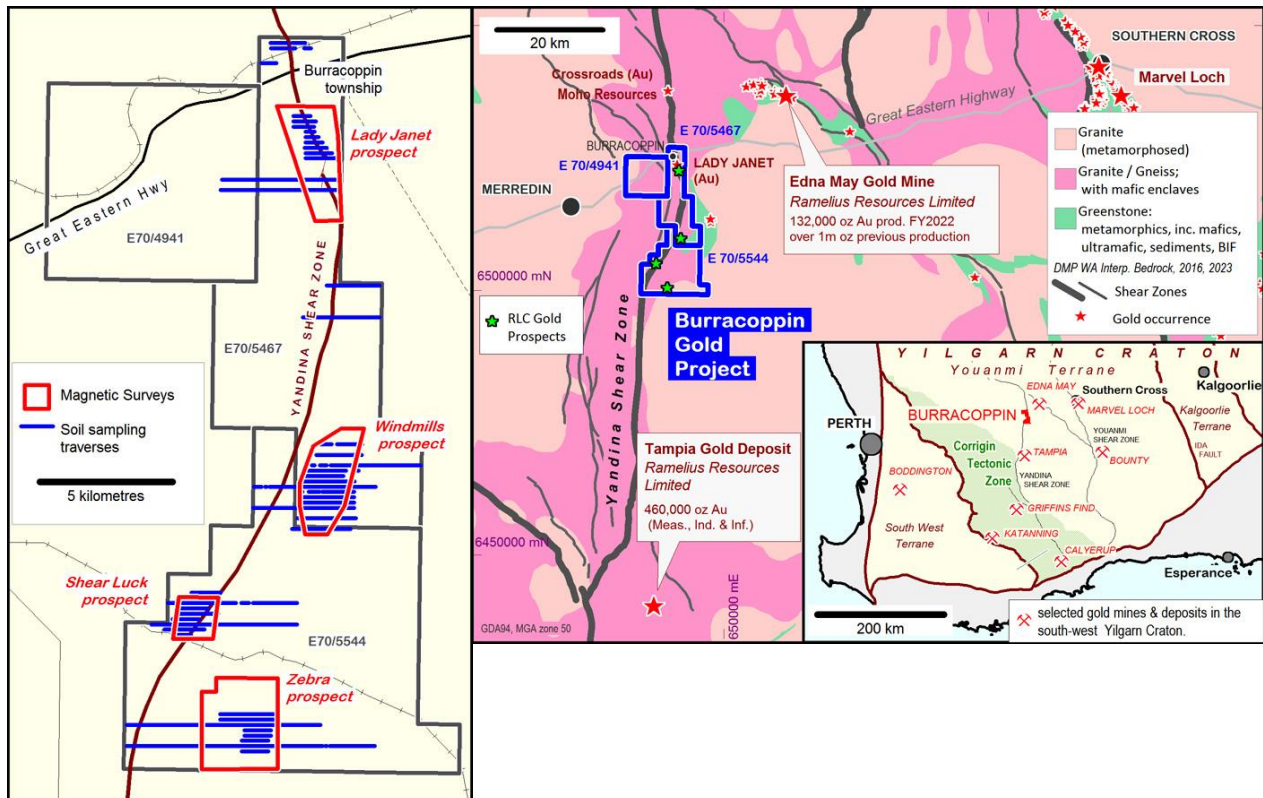 Burracoppin
township
Lady Janet
prospect
Great Eastern Hwy
E70/4941
YANDINA SHEAR ZONE
E70/5467
Magnetic Surveys
Soil sampling
traverses
5 kilometres
Windmills
prospect
Shear Luck
prospect
E70/5544
Zebra
prospect
20 km
SOUTHERN CROSS
Marvel Loch
Crossroads (Au)
Moho Resources
Great Eastern Highway
E 70/5467
BURRACOPPIN
E 70/4941
LADY JANET
(Au)
MERREDIN
Edna May Gold Mine
Ramelius Resources Limited
132,000 oz Au prod. FY2022
over 1m oz previous production
E 70/5544
6500000 mN
RLC Gold
Prospects
Burracoppin
Gold
Project
Yandina Shear Zone
Tampia Gold Deposit
Ramelius Resources
Limited
460,000 oz Au
(Meas., Ind. & Inf.)
6450000 mN
650000 mE
GDA94, MGA zone 50
Granite
(metamorphosed)
Granite / Gneiss;
with mafic enclaves
Greenstone:
metamorphics, inc. mafics,
ultramafic, sediments, BIF
DMP WA Interp. Bedrock, 2016, 2023
Shear Zones
Gold occurrence
YILGARN CRATON
Youanmi Terrane
Kalgoorlie
EDNA MAY
Southern Cross
BURRACOPPIN
MARVEL LOCH
Kalgoorlie
Terrane
PERTH
YOUANMI
SHEAR ZONE
IDA
FAULT
Corrigin
Tectonic
Zone
TAMPIA
BOUNTY
BODDINGTON
YANDINA
SHEAR ZONE
GRIFFINS FIND
South West
Terrane
KATANNING
CALYERUP
Esperance
200 km
selected gold mines & deposits in the
south-west Yilgarn Craton.